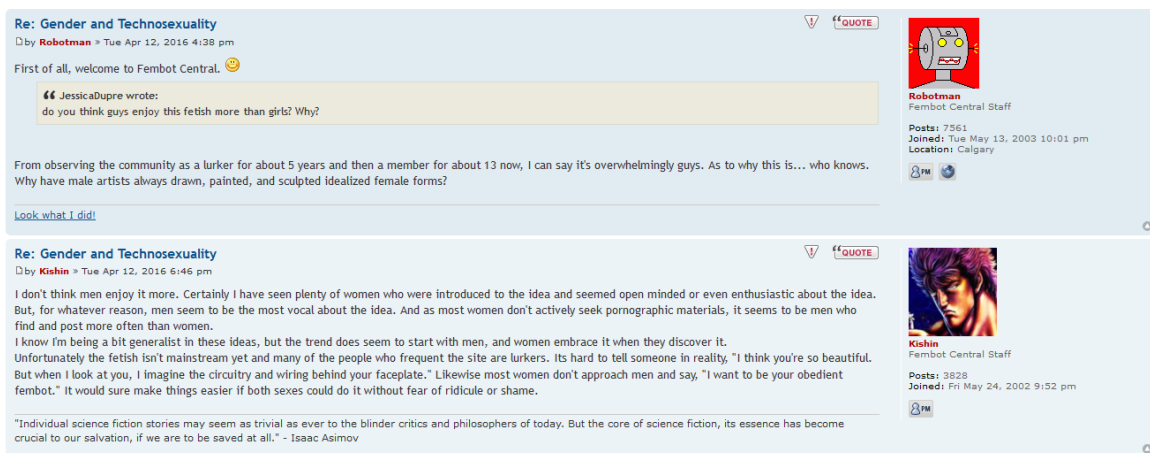 Re: Gender and Technosexuality
by Robotman » Tue Apr 12, 2016 4:38 pm
QUOTE
First of all, welcome to Fembot Central.
JessicaDupre wrote:
do you think guys enjoy this fetish more than girls? Why?
From observing the community as a lurker for about 5 years and then a member for about 13 now, I can say it's overwhelmingly guys. As to why this is... who knows.
Why have male artists always drawn, painted, and sculpted idealized female forms?
Look what I did!
Robotman
Fembot Central Staff
Posts: 7561
Joined: Tue May 13, 2003 10:01 pm
Location: Calgary
PM
Re: Gender and Technosexuality
by Kishin » Tue Apr 12, 2016 6:46 pm
QUOTE
I don't think men enjoy it more. Certainly I have seen plenty of women who were introduced to the idea and seemed open minded or even enthusiastic about the idea.
But, for whatever reason, men seem to be the most vocal about the idea. And as most women don't actively seek pornographic materials, it seems to be men who
find and post more often than women.
I know I'm being a bit generalist in these ideas, but the trend does seem to start with men, and women embrace it when they discover it.
Unfortunately the fetish isn't mainstream yet and many of the people who frequent the site are lurkers. Its hard to tell someone in reality, "I think you're so beautiful.
But when I look at you, I imagine the circuitry and wiring behind your faceplate." Likewise most women don't approach men and say, "I want to be your obedient
fembot." It would sure make things easier if both sexes could do it without fear of ridicule or shame.
"Individual science fiction stories may seem as trivial as ever to the blinder critics and philosophers of today. But the core of science fiction, its essence has become
crucial to our salvation, if we are to be saved at all." - Isaac Asimov
Kishin
Fembot Central Staff
Posts: 3828
Joined: Fri May 24, 2002 9:52 pm
PM